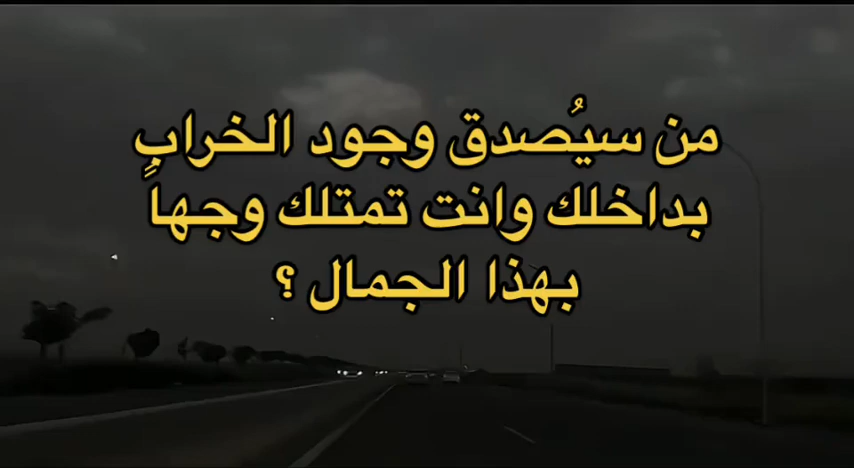 من سيُصدق وجود الخراب
بداخلك وانت تمتلك وجهاً
بهذا الجمال ؟